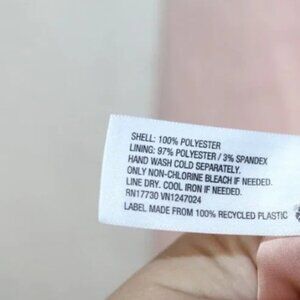 SHELL: 100% POLYESTER
LINING: 97% POLYESTER / 3% SPANDEX
HAND WASH COLD SEPARATELY.
ONLY NON-CHLORINE BLEACH IF NEEDED.
LINE DRY. COOL IRON IF NEEDED.
RN17730 VN1247024
LABEL MADE FROM 100% RECYCLED PLASTIC